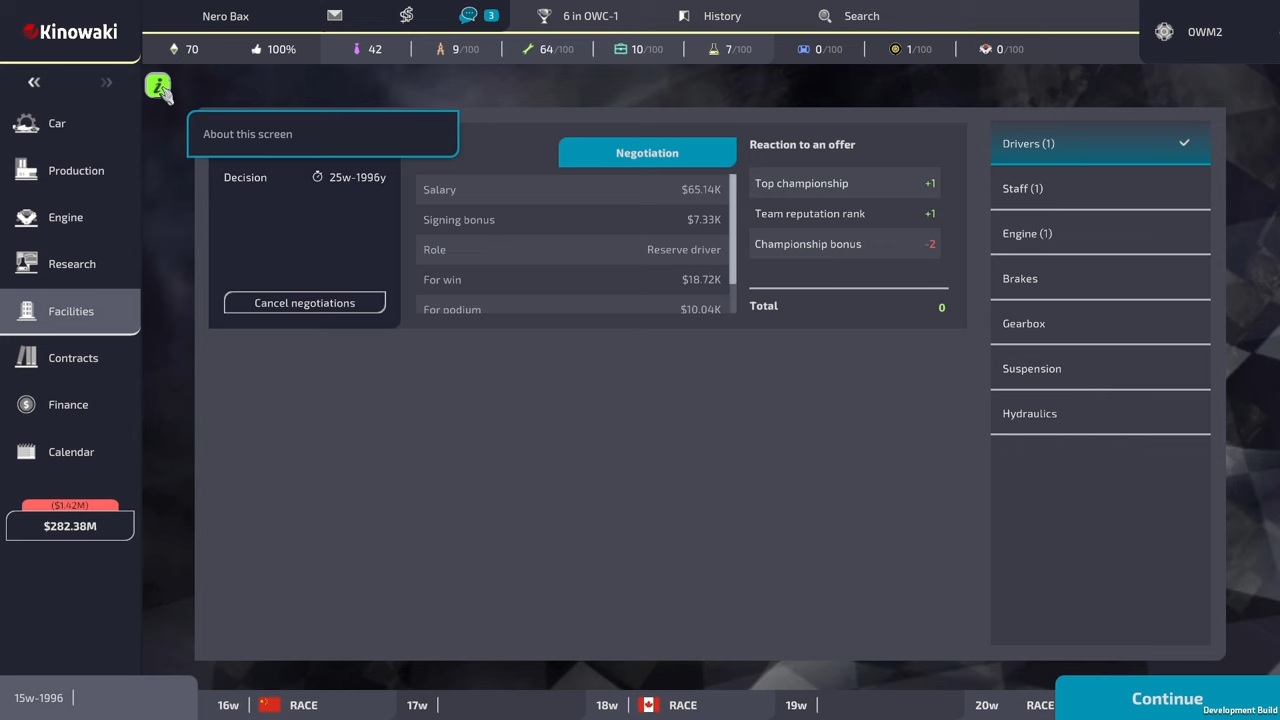 Kinowaki
Nero Bax
3
6 in OWC-1
History
Search
OWM2
70
100%
42
9/100
64/100
10/100
7/100
0/100
1/100
0/100
Car
Production
Engine
Research
Facilities
Contracts
Finance
Calendar
($1.42M)
$282.38M
About this screen
Decision
25w-1996y
Cancel negotiations
Negotiation
Salary $65.14K
Signing bonus $7.33K
Role Reserve driver
For win $18.72K
For podium $10.04K
Reaction to an offer
Top championship +1
Team reputation rank +1
Championship bonus -2
Total 0
Drivers (1)
Staff (1)
Engine (1)
Brakes
Gearbox
Suspension
Hydraulics
15w-1996
16w RACE
17w
18w RACE
19w
20w RACE
Continue
Development Build